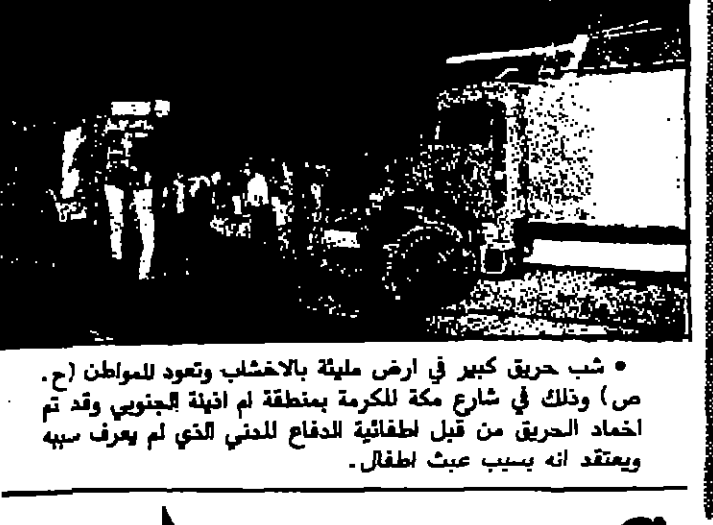 • شب حريق كبير في ارض مليئة بالاخشاب وتعود للمواطن (ح.
ص) وذلك في شارع مكة المكرمة بمنطقة ام اذينة الجنوبي وقد تم
اخماد الحريق من قبل اطفائية الدفاع المدني الذي لم يعرف سببه
ويعتقد انه بسبب عبث اطفال.